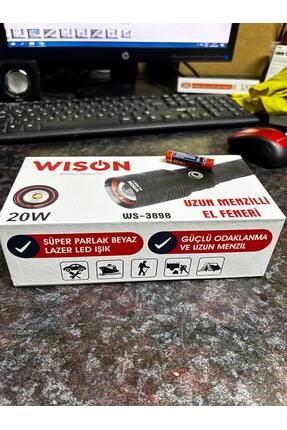 WISON
UZUN MENZİLLİ
EL FENERİ
20W
WS-3898
SÜPER PARLAK BEYAZ
LAZER LED IŞIK
GÜÇLÜ ODAKLANMA
VE UZUN MENZİL